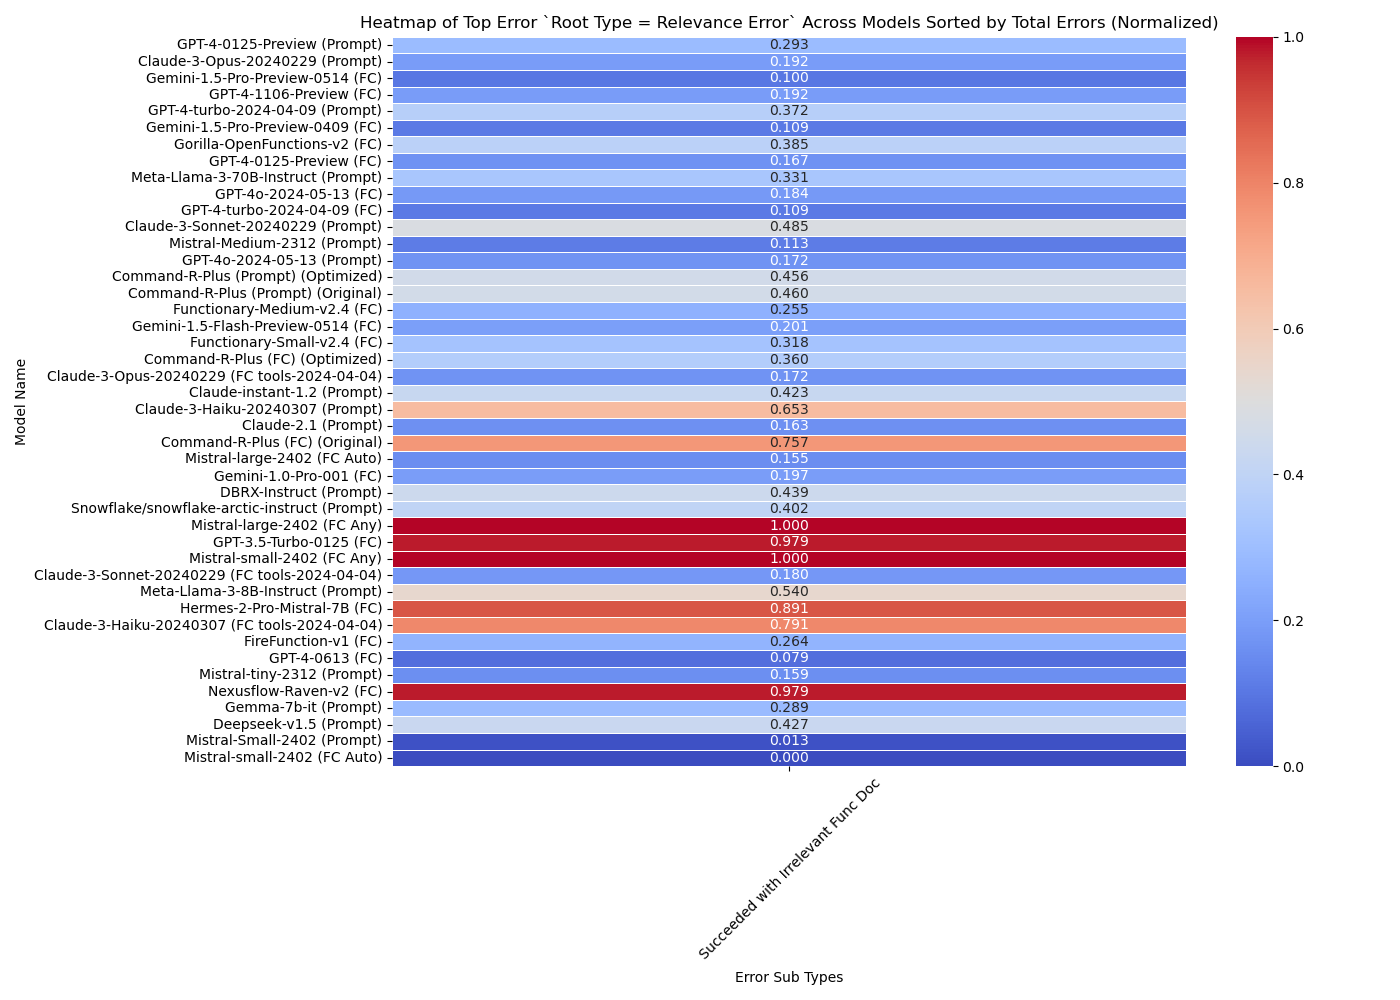 Heatmap of Top Error `Root Type = Relevance Error` Across Models Sorted by Total Errors (Normalized)
GPT-4-0125-Preview (Prompt) 0.293
Claude-3-Opus-20240229 (Prompt) 0.192
Gemini-1.5-Pro-Preview-0514 (FC) 0.100
GPT-4-1106-Preview (FC) 0.192
GPT-4-turbo-2024-04-09 (Prompt) 0.372
Gemini-1.5-Pro-Preview-0409 (FC) 0.109
Gorilla-OpenFunctions-v2 (FC) 0.385
GPT-4-0125-Preview (FC) 0.167
Meta-Llama-3-70B-Instruct (Prompt) 0.331
GPT-4o-2024-05-13 (FC) 0.184
GPT-4-turbo-2024-04-09 (FC) 0.109
Claude-3-Sonnet-20240229 (Prompt) 0.485
Mistral-Medium-2312 (Prompt) 0.113
GPT-4o-2024-05-13 (Prompt) 0.172
Command-R-Plus (Prompt) (Optimized) 0.456
Command-R-Plus (Prompt) (Original) 0.460
Functionary-Medium-v2.4 (FC) 0.255
Gemini-1.5-Flash-Preview-0514 (FC) 0.201
Functionary-Small-v2.4 (FC) 0.318
Command-R-Plus (FC) (Optimized) 0.360
Claude-3-Opus-20240229 (FC tools-2024-04-04) 0.172
Claude-instant-1.2 (Prompt) 0.423
Claude-3-Haiku-20240307 (Prompt) 0.653
Claude-2.1 (Prompt) 0.163
Command-R-Plus (FC) (Original) 0.757
Mistral-large-2402 (FC Auto) 0.155
Gemini-1.0-Pro-001 (FC) 0.197
DBRX-Instruct (Prompt) 0.439
Snowflake/snowflake-arctic-instruct (Prompt) 0.402
Mistral-large-2402 (FC Any) 1.000
GPT-3.5-Turbo-0125 (FC) 0.979
Mistral-small-2402 (FC Any) 1.000
Claude-3-Sonnet-20240229 (FC tools-2024-04-04) 0.180
Meta-Llama-3-8B-Instruct (Prompt) 0.540
Hermes-2-Pro-Mistral-7B (FC) 0.891
Claude-3-Haiku-20240307 (FC tools-2024-04-04) 0.791
FireFunction-v1 (FC) 0.264
GPT-4-0613 (FC) 0.079
Mistral-tiny-2312 (Prompt) 0.159
Nexusflow-Raven-v2 (FC) 0.979
Gemma-7b-it (Prompt) 0.289
Deepseek-v1.5 (Prompt) 0.427
Mistral-Small-2402 (Prompt) 0.013
Mistral-small-2402 (FC Auto) 0.000
Model Name
Succeeded with Irrelevant Func Doc
Error Sub Types
1.0
0.8
0.6
0.4
0.2
0.0